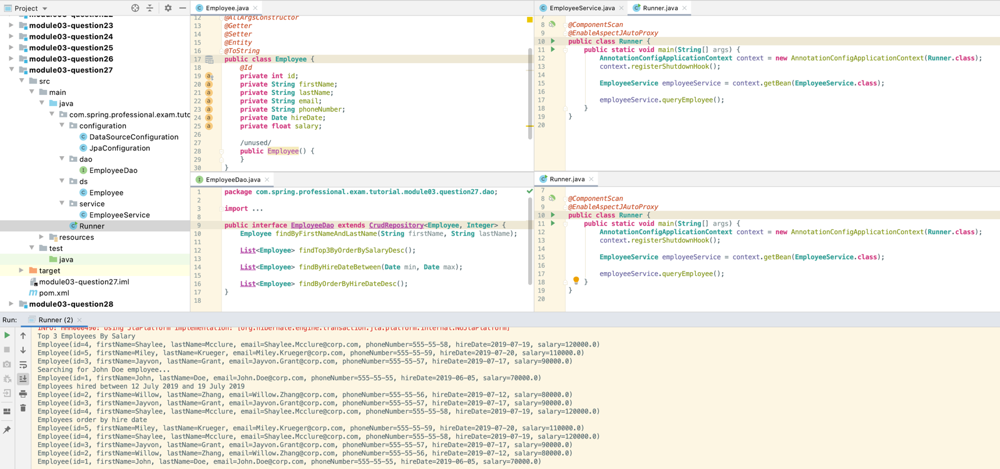 Project
module03-question22
module03-question23
module03-question24
module03-question25
module03-question26
module03-question27
src
main
java
com.spring.professional.exam.tuto
configuration
DataSourceConfiguration
JpaConfiguration
dao
EmployeeDao
ds
Employee
service
EmployeeService
Runner
resources
test
java
target
module03-question27.iml
pom.xml
module03-question28
Employee.java
12 @AllArgsConstructor
13 @Getter
14 @Setter
15 @Entity
16 @ToString
17 public class Employee {
18 @Id
19 private int id;
20 private String firstName;
21 private String lastName;
22 private String email;
23 private String phoneNumber;
24 private Date hireDate;
25 private float salary;
26
27 /unused/
28 public Employee() {
29 }
30 }
EmployeeDao.java
1 package com.spring.professional.exam.tutorial.module03.question27.dao;
2
3 import ...
8
9 public interface EmployeeDao extends CrudRepository<Employee, Integer> {
10 Employee findByFirstNameAndLastName(String firstName, String lastName);
11
12 List<Employee> findTop3ByOrderBySalaryDesc();
13
14 List<Employee> findByHireDateBetween(Date min, Date max);
15
16 List<Employee> findByOrderByHireDateDesc();
17 }
18
EmployeeService.java Runner.java
7
8 @ComponentScan
9 @EnableAspectJAutoProxy
10 public class Runner {
11 public static void main(String[] args) {
12 AnnotationConfigApplicationContext context = new AnnotationConfigApplicationContext(Runner.class);
13 context.registerShutdownHook();
14
15 EmployeeService employeeService = context.getBean(EmployeeService.class);
16
17 employeeService.queryEmployee();
18 }
19 }
20
Runner.java
7
8 @ComponentScan
9 @EnableAspectJAutoProxy
10 public class Runner {
11 public static void main(String[] args) {
12 AnnotationConfigApplicationContext context = new AnnotationConfigApplicationContext(Runner.class);
13 context.registerShutdownHook();
14
15 EmployeeService employeeService = context.getBean(EmployeeService.class);
16
17 employeeService.queryEmployee();
18 }
19 }
20
Run: Runner (2)
INFO: HHH000490: Using JtaPlatform implementation: [org.hibernate.engine.transaction.jta.platform.internal.NoJtaPlatform]
Top 3 Employees By Salary
Employee(id=4, firstName=Shaylee, lastName=Mcclure, email=Shaylee.Mcclure@corp.com, phoneNumber=555-55-58, hireDate=2019-07-19, salary=120000.0)
Employee(id=5, firstName=Miley, lastName=Krueger, email=Miley.Krueger@corp.com, phoneNumber=555-55-59, hireDate=2019-07-20, salary=110000.0)
Employee(id=3, firstName=Jayvon, lastName=Grant, email=Jayvon.Grant@corp.com, phoneNumber=555-55-57, hireDate=2019-07-17, salary=90000.0)
Searching for John Doe employee...
Employee(id=1, firstName=John, lastName=Doe, email=John.Doe@corp.com, phoneNumber=555-55-55, hireDate=2019-06-05, salary=70000.0)
Employees hired between 12 July 2019 and 19 July 2019
Employee(id=2, firstName=Willow, lastName=Zhang, email=Willow.Zhang@corp.com, phoneNumber=555-55-56, hireDate=2019-07-12, salary=80000.0)
Employee(id=3, firstName=Jayvon, lastName=Grant, email=Jayvon.Grant@corp.com, phoneNumber=555-55-57, hireDate=2019-07-17, salary=90000.0)
Employee(id=4, firstName=Shaylee, lastName=Mcclure, email=Shaylee.Mcclure@corp.com, phoneNumber=555-55-58, hireDate=2019-07-19, salary=120000.0)
Employees order by hire date
Employee(id=5, firstName=Miley, lastName=Krueger, email=Miley.Krueger@corp.com, phoneNumber=555-55-59, hireDate=2019-07-20, salary=110000.0)
Employee(id=4, firstName=Shaylee, lastName=Mcclure, email=Shaylee.Mcclure@corp.com, phoneNumber=555-55-58, hireDate=2019-07-19, salary=120000.0)
Employee(id=3, firstName=Jayvon, lastName=Grant, email=Jayvon.Grant@corp.com, phoneNumber=555-55-57, hireDate=2019-07-17, salary=90000.0)
Employee(id=2, firstName=Willow, lastName=Zhang, email=Willow.Zhang@corp.com, phoneNumber=555-55-56, hireDate=2019-07-12, salary=80000.0)
Employee(id=1, firstName=John, lastName=Doe, email=John.Doe@corp.com, phoneNumber=555-55-55, hireDate=2019-06-05, salary=70000.0)